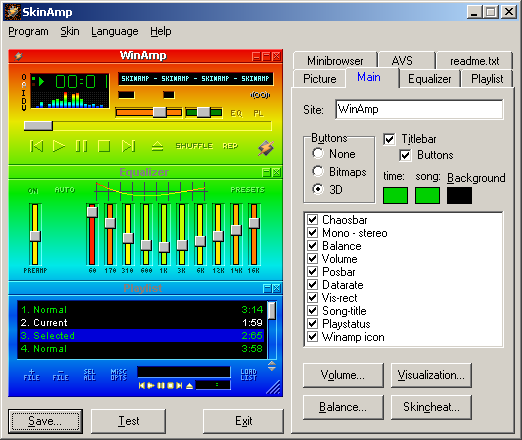 SkinAmp
Program Skin Language Help
WinAmp
O
A
I
D
V
00:01
SKINAMP - SKINAMP - SKINAMP - SKINAMP
EQ PL
SHUFFLE REP
Equalizer
ON AUTO PRESETS
PREAMP 60 170 310 600 1K 3K 6K 12K 14K 16K
Playlist
1. Normal 3:14
2. Current 1:59
3. Selected 2:65
4. Normal 3:58
+ FILE - FILE SEL ALL MISC OPTS LOAD LIST
Save... Test Exit
Minibrowser AVS readme.txt
Picture Main Equalizer Playlist
Site: WinAmp
Buttons
None
Bitmaps
3D
Titlebar
Buttons
time: song: Background
Chaosbar
Mono - stereo
Balance
Volume
Posbar
Datarate
Vis-rect
Song-title
Playstatus
Winamp icon
Volume... Visualization...
Balance... Skincheat...